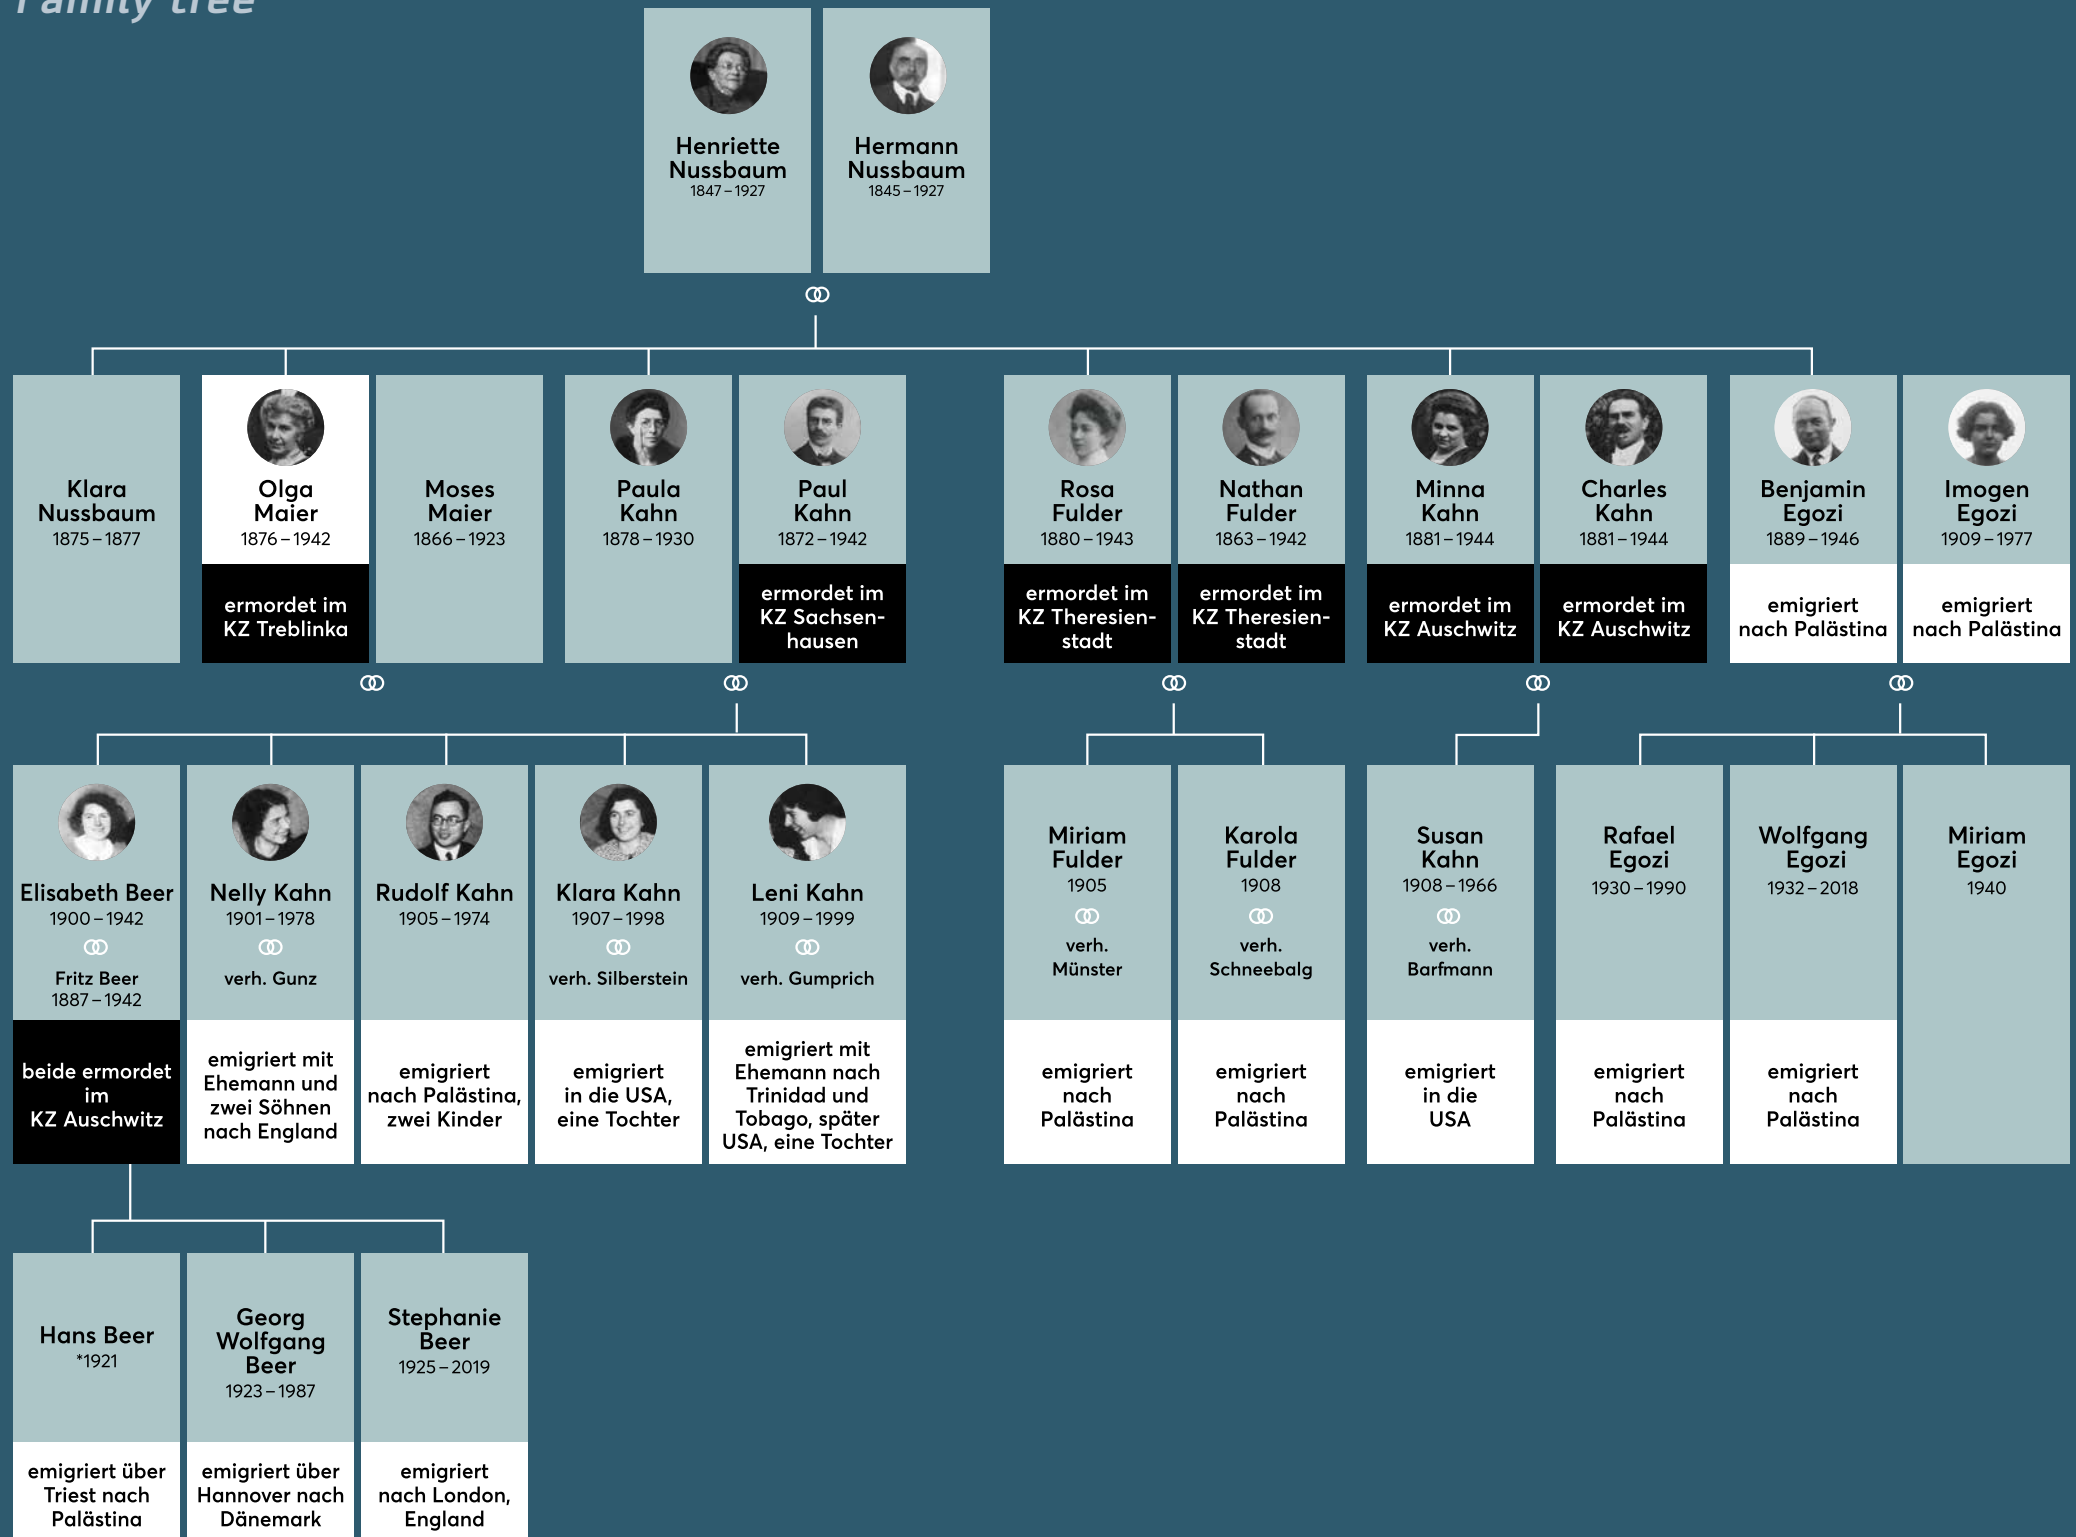 Family tree
Henriette
Nussbaum
1847–1927
Hermann
Nussbaum
1845–1927
Klara
Nussbaum
1875–1877
Olga
Maier
1876–1942
ermordet im
KZ Treblinka
Moses
Maier
1866–1923
Paula
Kahn
1878–1930
Paul
Kahn
1872–1942
ermordet im
KZ Sachsen-
hausen
Rosa
Fulder
1880–1943
ermordet im
KZ Theresien-
stadt
Nathan
Fulder
1863–1942
ermordet im
KZ Theresien-
stadt
Minna
Kahn
1881–1944
ermordet im
KZ Auschwitz
Charles
Kahn
1881–1944
ermordet im
KZ Auschwitz
Benjamin
Egozi
1889–1946
emigriert
nach Palästina
Imogen
Egozi
1909–1977
emigriert
nach Palästina
Elisabeth Beer
1900–1942
Fritz Beer
1887–1942
beide ermordet
im
KZ Auschwitz
Nelly Kahn
1901–1978
verh. Gunz
emigriert mit
Ehemann und
zwei Söhnen
nach England
Rudolf Kahn
1905–1974
emigriert
nach Palästina,
zwei Kinder
Klara Kahn
1907–1998
verh. Silberstein
emigriert
in die USA,
eine Tochter
Leni Kahn
1909–1999
verh. Gumprich
emigriert mit
Ehemann nach
Trinidad und
Tobago, später
USA, eine Tochter
Miriam
Fulder
1905
verh.
Münster
emigriert
nach
Palästina
Karola
Fulder
1908
verh.
Schneebalg
emigriert
nach
Palästina
Susan
Kahn
1908–1966
verh.
Barfmann
emigriert
in die
USA
Rafael
Egozi
1930–1990
emigriert
nach
Palästina
Wolfgang
Egozi
1932–2018
emigriert
nach
Palästina
Miriam
Egozi
1940
Hans Beer
*1921
emigriert über
Triest nach
Palästina
Georg
Wolfgang
Beer
1923–1987
emigriert über
Hannover nach
Dänemark
Stephanie
Beer
1925–2019
emigriert
nach London,
England